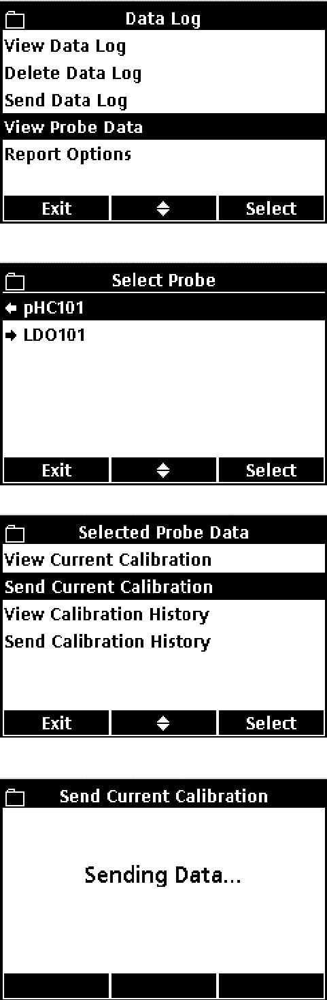 Data Log
View Data Log
Delete Data Log
Send Data Log
View Probe Data
Report Options
Exit Select
Select Probe
pHC101
LDO101
Exit Select
Selected Probe Data
View Current Calibration
Send Current Calibration
View Calibration History
Send Calibration History
Exit Select
Send Current Calibration
Sending Data...